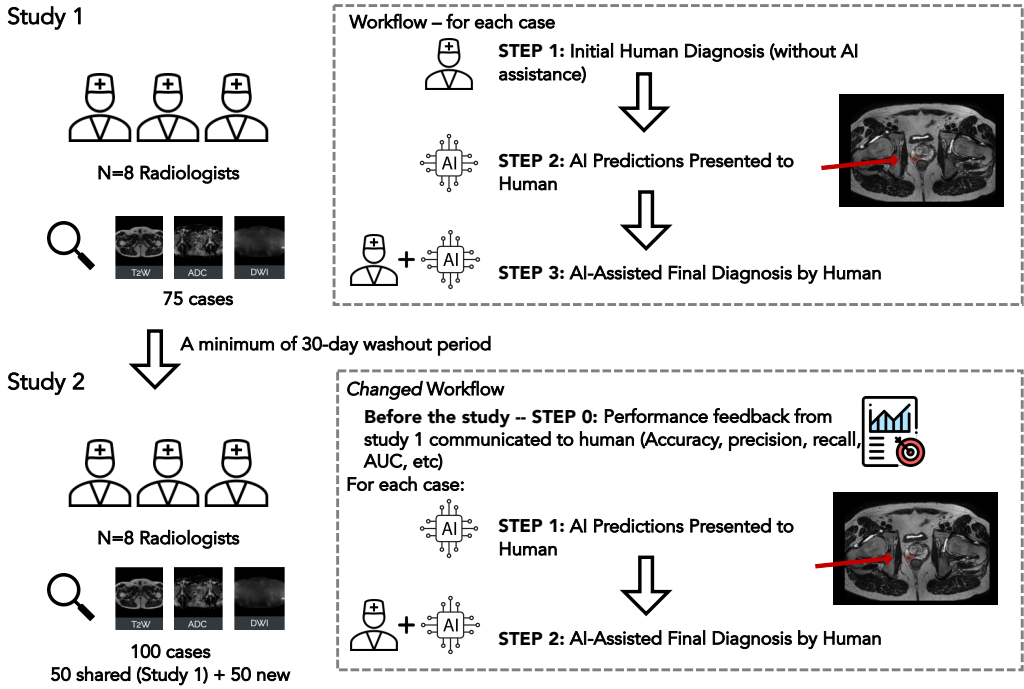 Study 1
N=8 Radiologists
T2W
ADC
DWI
75 cases
Workflow – for each case
STEP 1: Initial Human Diagnosis (without AI
assistance)
AI
STEP 2: AI Predictions Presented to
Human
+
AI
STEP 3: AI-Assisted Final Diagnosis by Human
A minimum of 30-day washout period
Study 2
N=8 Radiologists
T2W
ADC
DWI
100 cases
50 shared (Study 1) + 50 new
Changed Workflow
Before the study -- STEP 0: Performance feedback from
study 1 communicated to human (Accuracy, precision, recall,
AUC, etc)
For each case:
AI
STEP 1: AI Predictions Presented to
Human
+
AI
STEP 2: AI-Assisted Final Diagnosis by Human